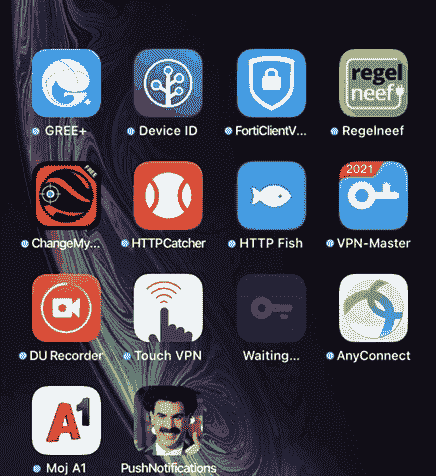 GREE+
Device ID
FortiClientV...
regel
neef
Regelneef
FREE
ChangeMy...
HTTPCatcher
HTTP Fish
2021
VPN-Master
DU Recorder
Touch VPN
Waiting...
AnyConnect
A1
Moj A1
PushNotifications